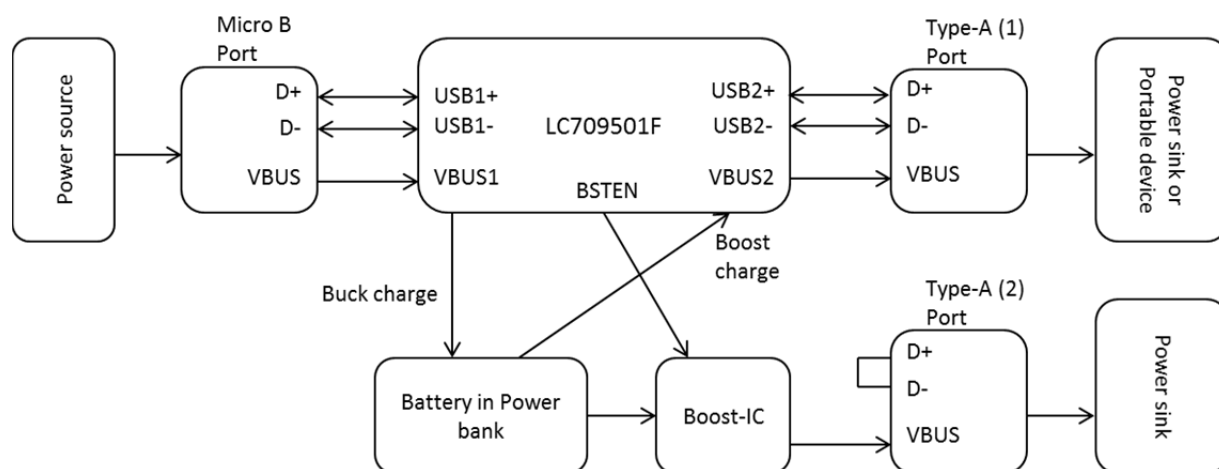 Power source
Micro B
Port
D+
D-
VBUS
USB1+
USB1-
VBUS1
LC709501F
BSTEN
USB2+
USB2-
VBUS2
Type-A (1)
Port
D+
D-
VBUS
Power sink or
Portable device
Buck charge
Boost
charge
Battery in Power
bank
Boost-IC
Type-A (2)
Port
D+
D-
VBUS
Power sink